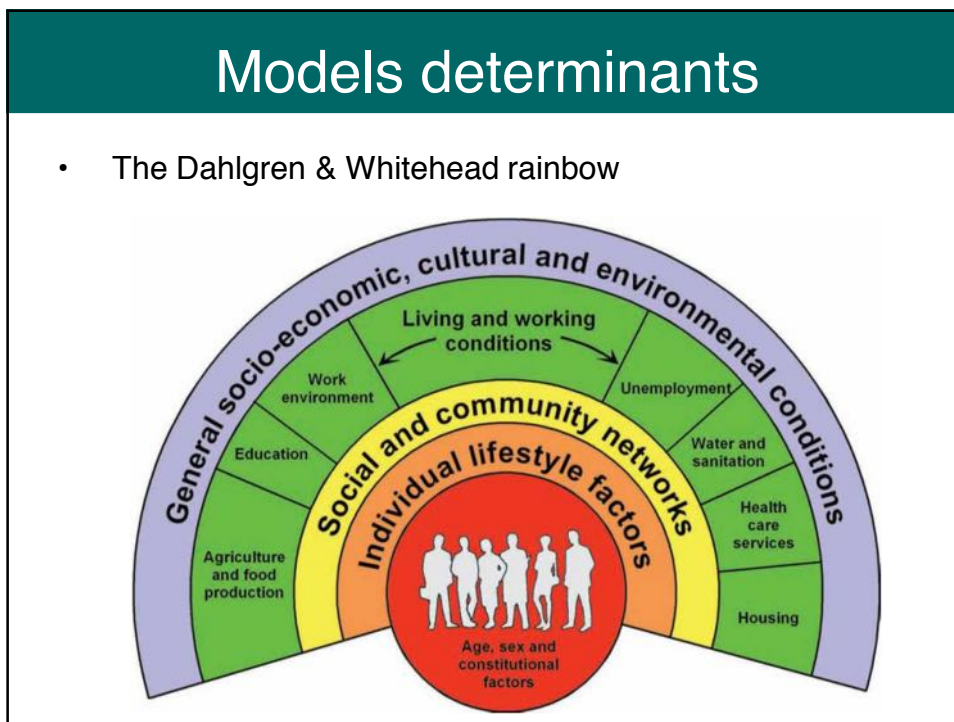 Models determinants
• The Dahlgren & Whitehead rainbow
General socio-economic, cultural and environmental conditions
Living and working
conditions
Work
environment
Education
Agriculture
and food
production
Unemployment
Water and
sanitation
Health
care
services
Housing
Social and community networks
Individual lifestyle factors
Age, sex and
constitutional
factors